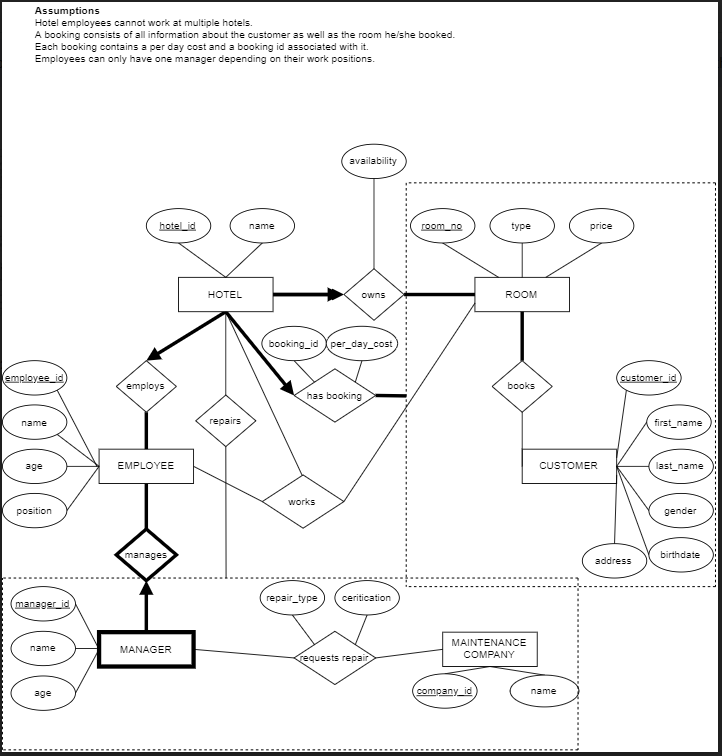 Assumptions
Hotel employees cannot work at multiple hotels.
A booking consists of all information about the customer as well as the room he/she booked.
Each booking contains a per day cost and a booking id associated with it.
Employees can only have one manager depending on their work positions.
availability
hotel_id
name
room_no
type
price
HOTEL
owns
ROOM
booking_id
per_day_cost
employee_id
employs
has booking
books
customer_id
name
repairs
first_name
age
EMPLOYEE
CUSTOMER
last_name
works
position
gender
manages
address
birthdate
manager_id
repair_type
ceritication
name
MANAGER
requests repair
MAINTENANCE
COMPANY
age
company_id
name